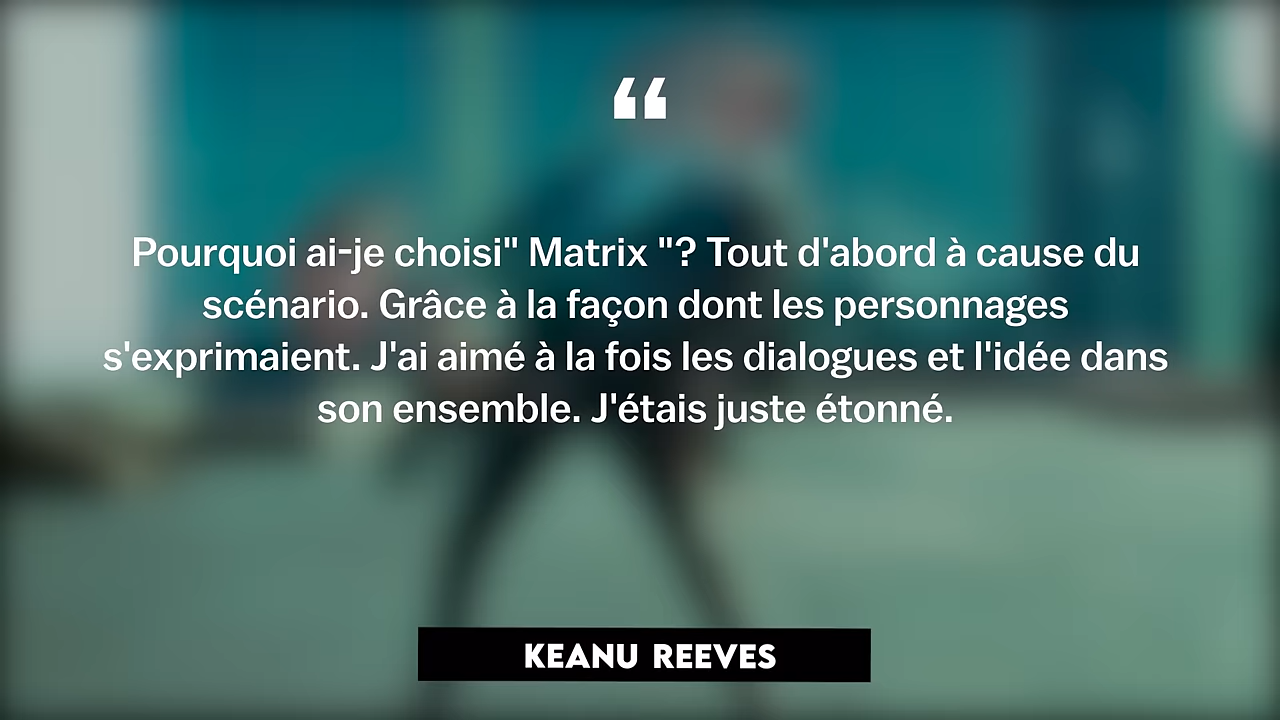 “
Pourquoi ai-je choisi" Matrix "? Tout d'abord à cause du
scénario. Grâce à la façon dont les personnages
s'exprimaient. J'ai aimé à la fois les dialogues et l'idée dans
son ensemble. J'étais juste étonné.
KEANU REEVES